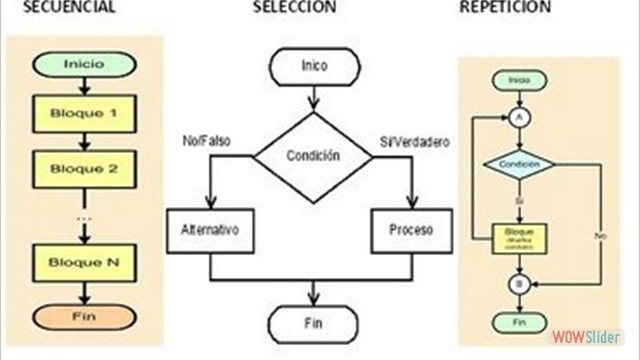 SECUENCIAL
Inicio
Bloque 1
Bloque 2
...
Bloque N
Fin
SELECCION
Inico
No/Falso
Si/Verdadero
Condición
Alternativo
Proceso
Fin
REPETICION
Inicio
A
Condición
Si
No
Bloque
B
Fin
WOWSlider